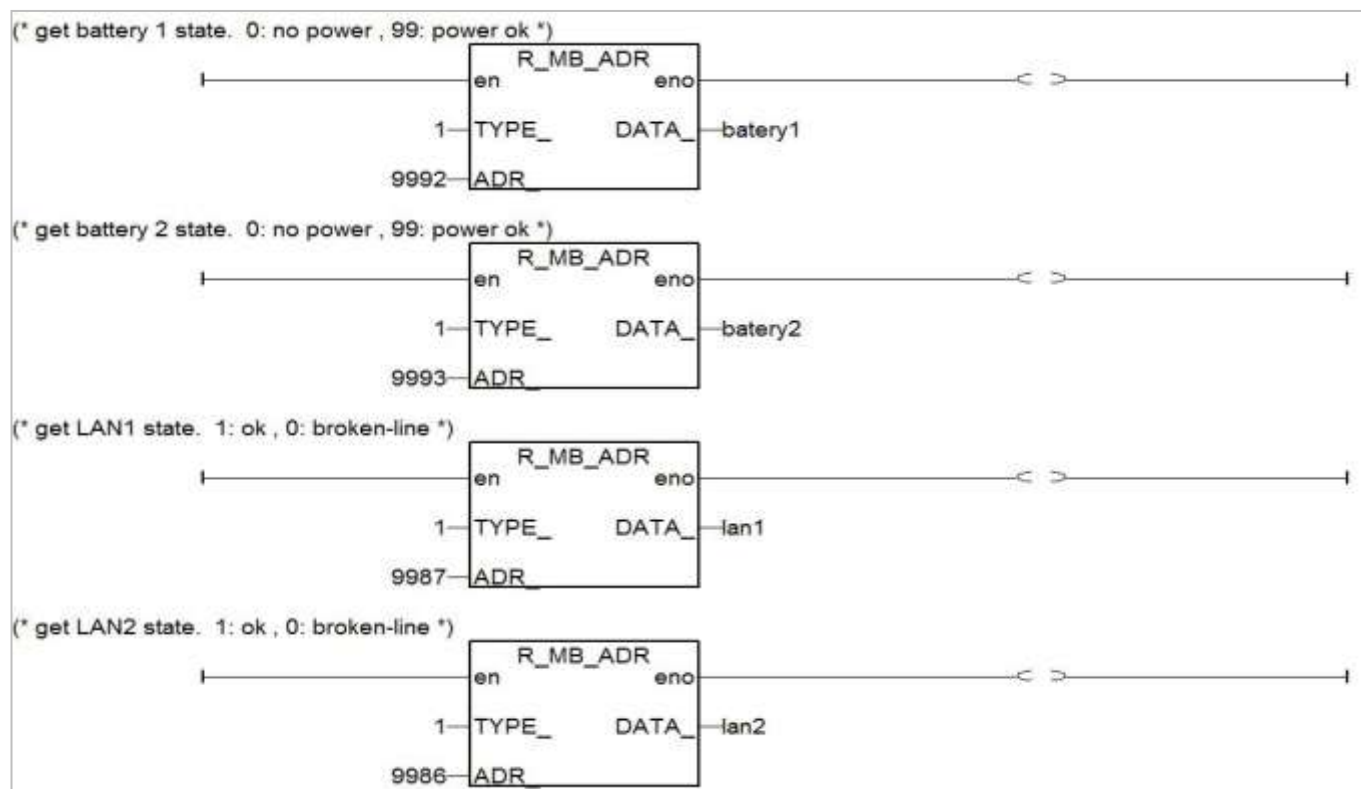 (* get battery 1 state.  0: no power , 99: power ok *)
R_MB_ADR
en eno
1 TYPE_ DATA_ batery1
9992 ADR_
(* get battery 2 state.  0: no power , 99: power ok *)
R_MB_ADR
en eno
1 TYPE_ DATA_ batery2
9993 ADR_
(* get LAN1 state.  1: ok , 0: broken-line *)
R_MB_ADR
en eno
1 TYPE_ DATA_ lan1
9987 ADR_
(* get LAN2 state.  1: ok , 0: broken-line *)
R_MB_ADR
en eno
1 TYPE_ DATA_ lan2
9986 ADR_